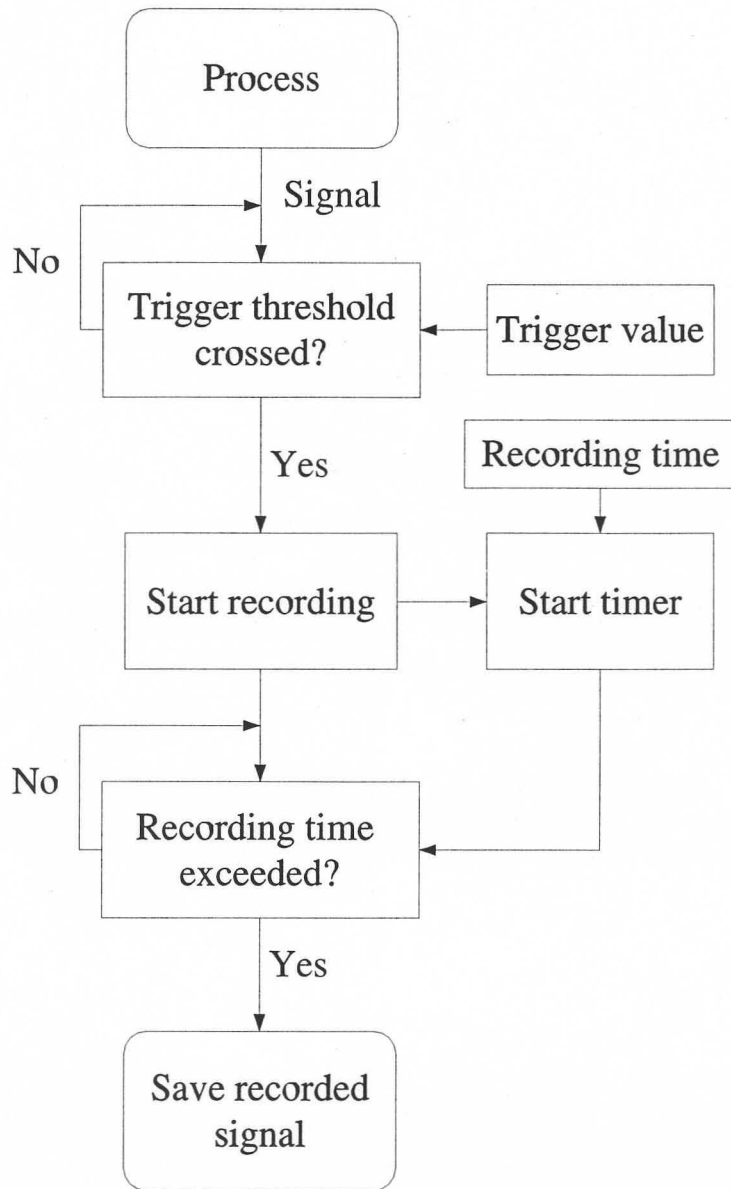 Process
Signal
No
Trigger threshold
crossed?
Trigger value
Yes
Recording time
Start recording
Start timer
No
Recording time
exceeded?
Yes
Save recorded
signal